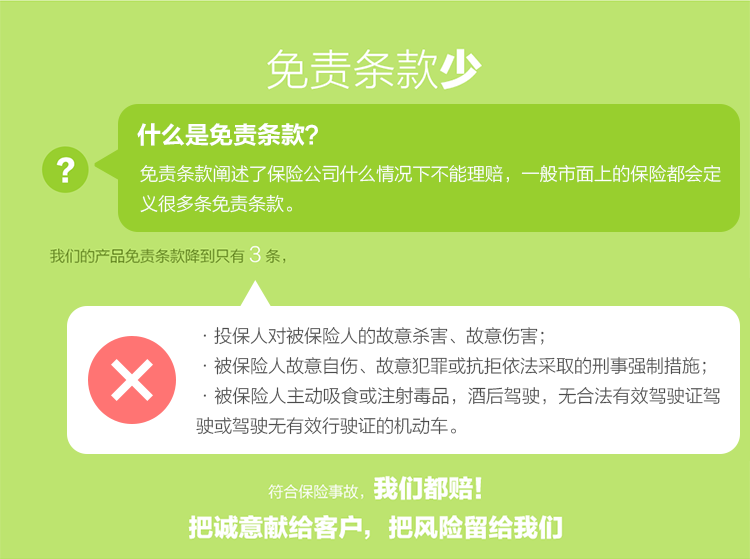 免责条款少
?
什么是免责条款?
免责条款阐述了保险公司什么情况下不能理赔，一般市面上的保险都会定
义很多条免责条款。
我们的产品免责条款降到只有 3 条，
· 投保人对被保险人的故意杀害、故意伤害；
· 被保险人故意自伤、故意犯罪或抗拒依法采取的刑事强制措施；
· 被保险人主动吸食或注射毒品，酒后驾驶，无合法有效驾驶证驾
驶或驾驶无有效行驶证的机动车。
符合保险事故，我们都赔!
把诚意献给客户，把风险留给我们